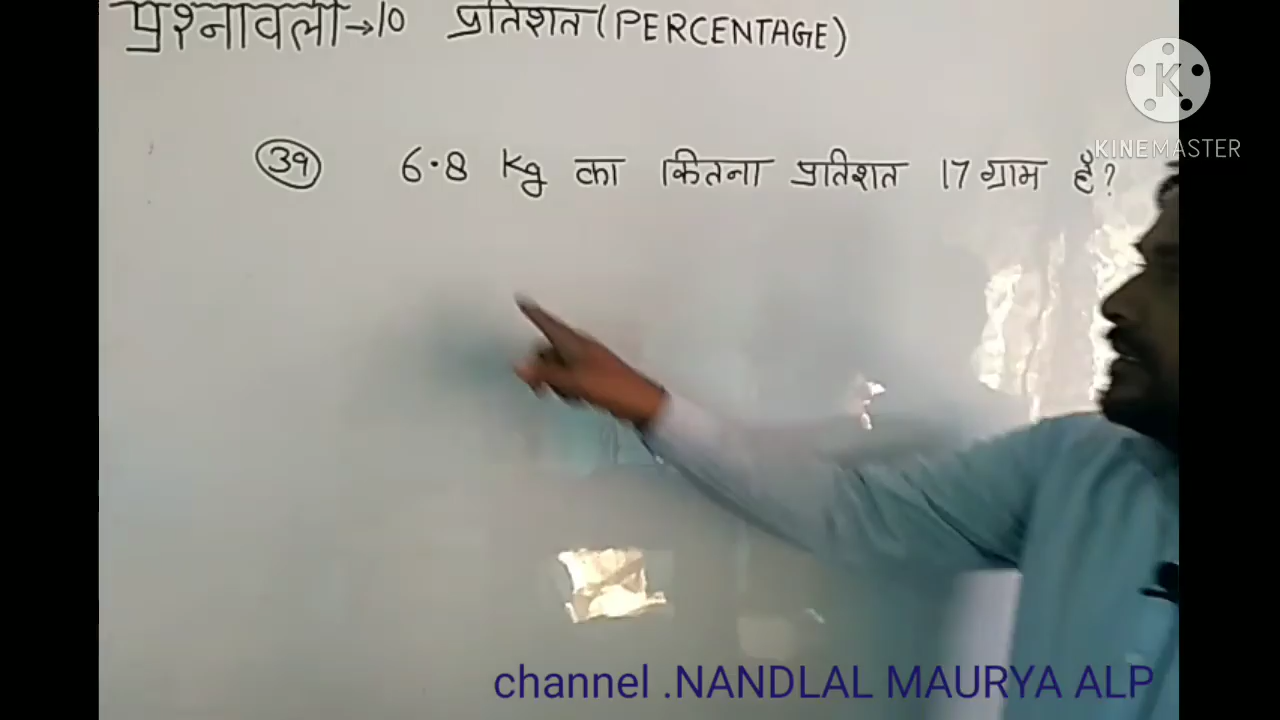 प्रश्नावली→10 प्रतिशत (PERCENTAGE)
KINEMASTER
39 6.8 Kg का कितना प्रतिशत 17 ग्राम है?
channel .NANDLAL MAURYA ALP